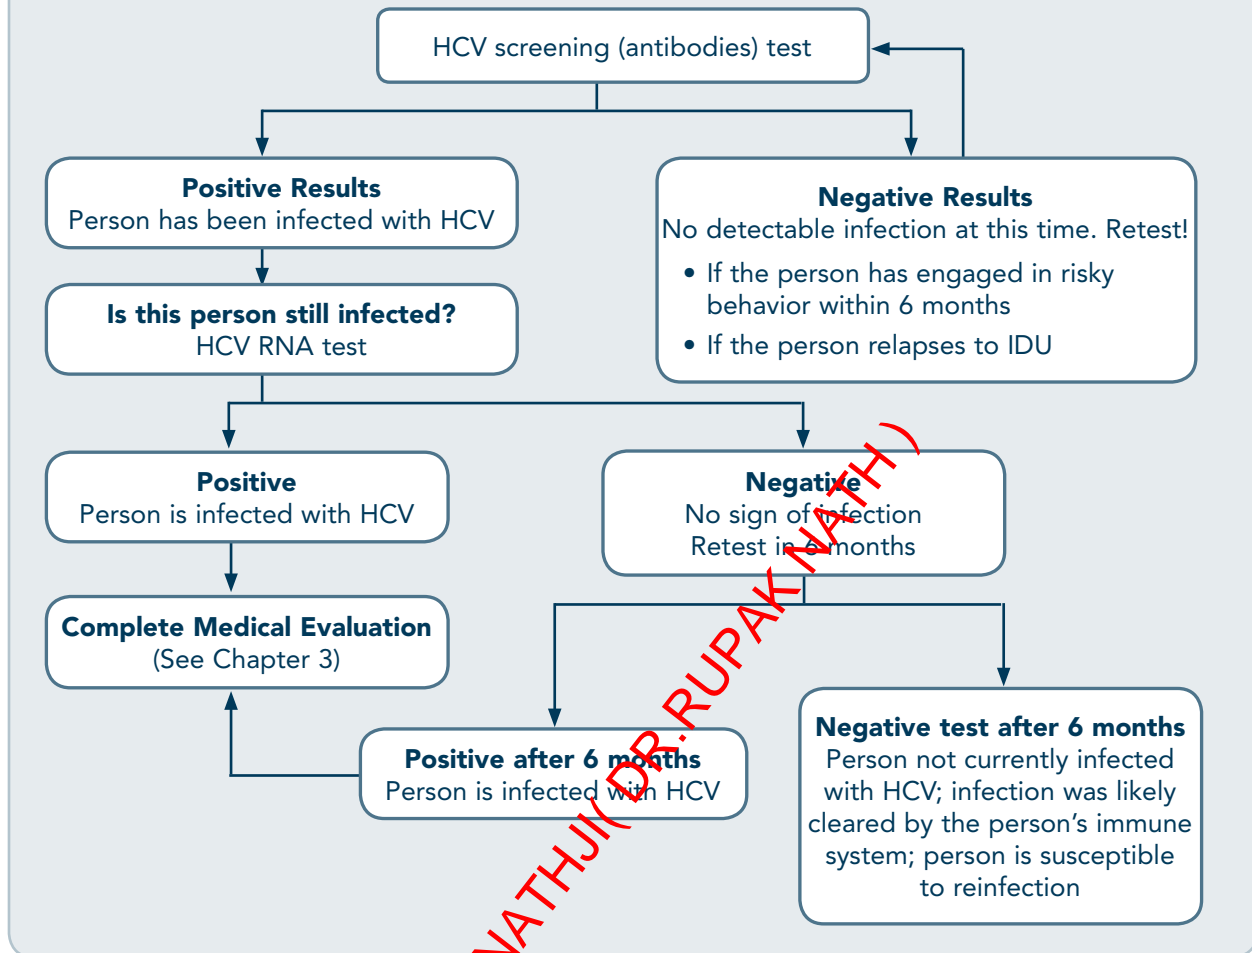 HCV screening (antibodies) test
Positive Results
Person has been infected with HCV
Negative Results
No detectable infection at this time. Retest!
• If the person has engaged in risky
behavior within 6 months
• If the person relapses to IDU
Is this person still infected?
HCV RNA test
Positive
Person is infected with HCV
Negative
No sign of infection
Retest in 6 months
Complete Medical Evaluation
(See Chapter 3)
Positive after 6 months
Person is infected with HCV
Negative test after 6 months
Person not currently infected
with HCV; infection was likely
cleared by the person’s immune
system; person is susceptible
to reinfection
NATHJI( DR.RUPAK NATH )